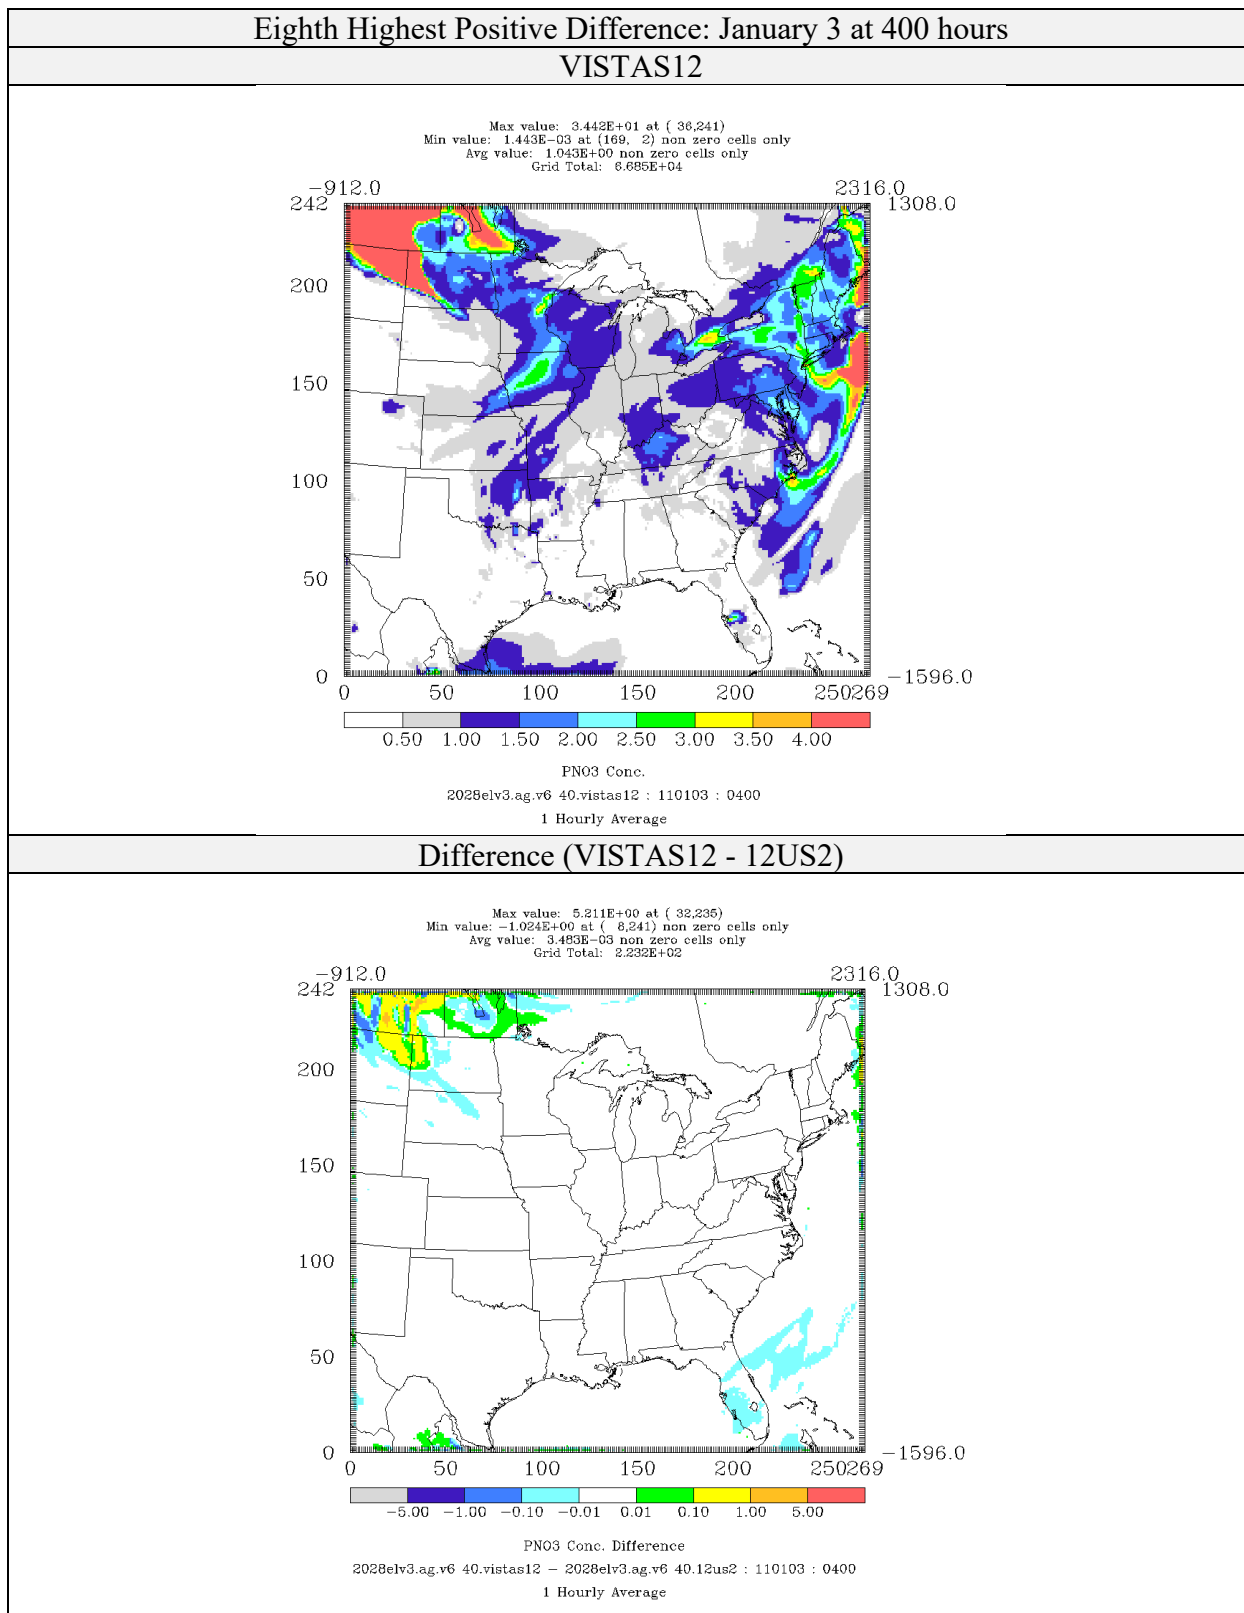 Eighth Highest Positive Difference: January 3 at 400 hours
VISTAS12
Max value: 3.442E+01 at ( 36,241)
Min value: 1.443E-03 at (169, 2) non zero cells only
Avg value: 1.043E+00 non zero cells only
Grid Total: 6.685E+04
-912.0 2316.0
242 1308.0
200
150
100
50
0 -1596.0
0 50 100 150 200 250269
0.50 1.00 1.50 2.00 2.50 3.00 3.50 4.00
PNO3 Conc.
2028elv3.ag.v6 40.vistas12 : 110103 : 0400
1 Hourly Average
Difference (VISTAS12 - 12US2)
Max value: 5.211E+00 at ( 32,235)
Min value: -1.024E+00 at ( 8,241) non zero cells only
Avg value: 3.483E-03 non zero cells only
Grid Total: 2.232E+02
-912.0 2316.0
242 1308.0
200
150
100
50
0 -1596.0
0 50 100 150 200 250269
-5.00 -1.00 -0.10 -0.01 0.01 0.10 1.00 5.00
PNO3 Conc. Difference
2028elv3.ag.v6 40.vistas12 - 2028elv3.ag.v6 40.12us2 : 110103 : 0400
1 Hourly Average